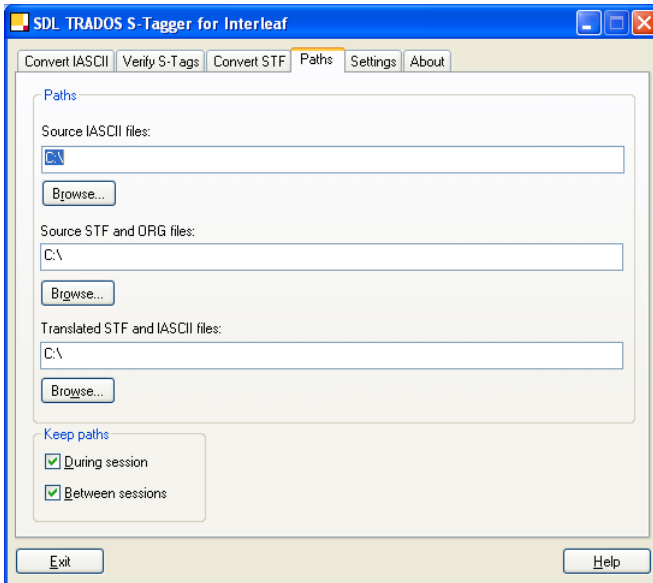 SDL TRADOS S-Tagger for Interleaf
Convert IASCII Verify S-Tags Convert STF Paths Settings About
Paths
Source IASCII files:
C:\
Browse...
Source STF and ORG files:
C:\
Browse...
Translated STF and IASCII files:
C:\
Browse...
Keep paths
During session
Between sessions
Exit Help